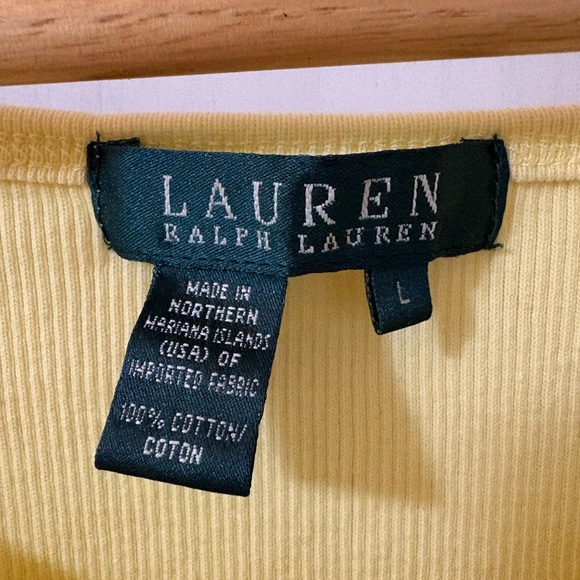 LAUREN
RALPH LAUREN
L
MADE IN
NORTHERN
MARIANA ISLANDS
(USA) OF
IMPORTED FABRIC
100% COTTON/
COTON